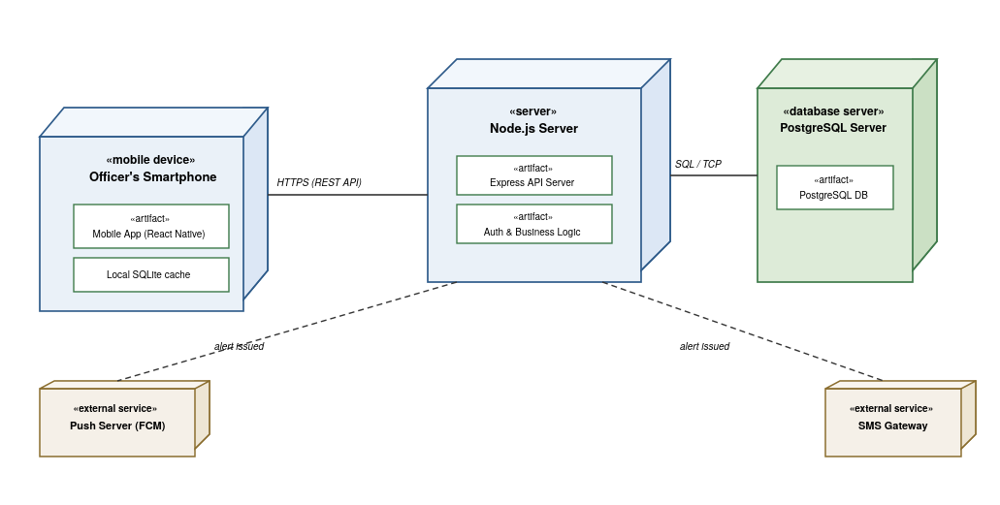 «mobile device»
Officer's Smartphone
«artifact»
Mobile App (React Native)
Local SQLite cache
HTTPS (REST API)
«server»
Node.js Server
«artifact»
Express API Server
«artifact»
Auth & Business Logic
SQL / TCP
«database server»
PostgreSQL Server
«artifact»
PostgreSQL DB
alert issued
alert issued
«external service»
Push Server (FCM)
«external service»
SMS Gateway